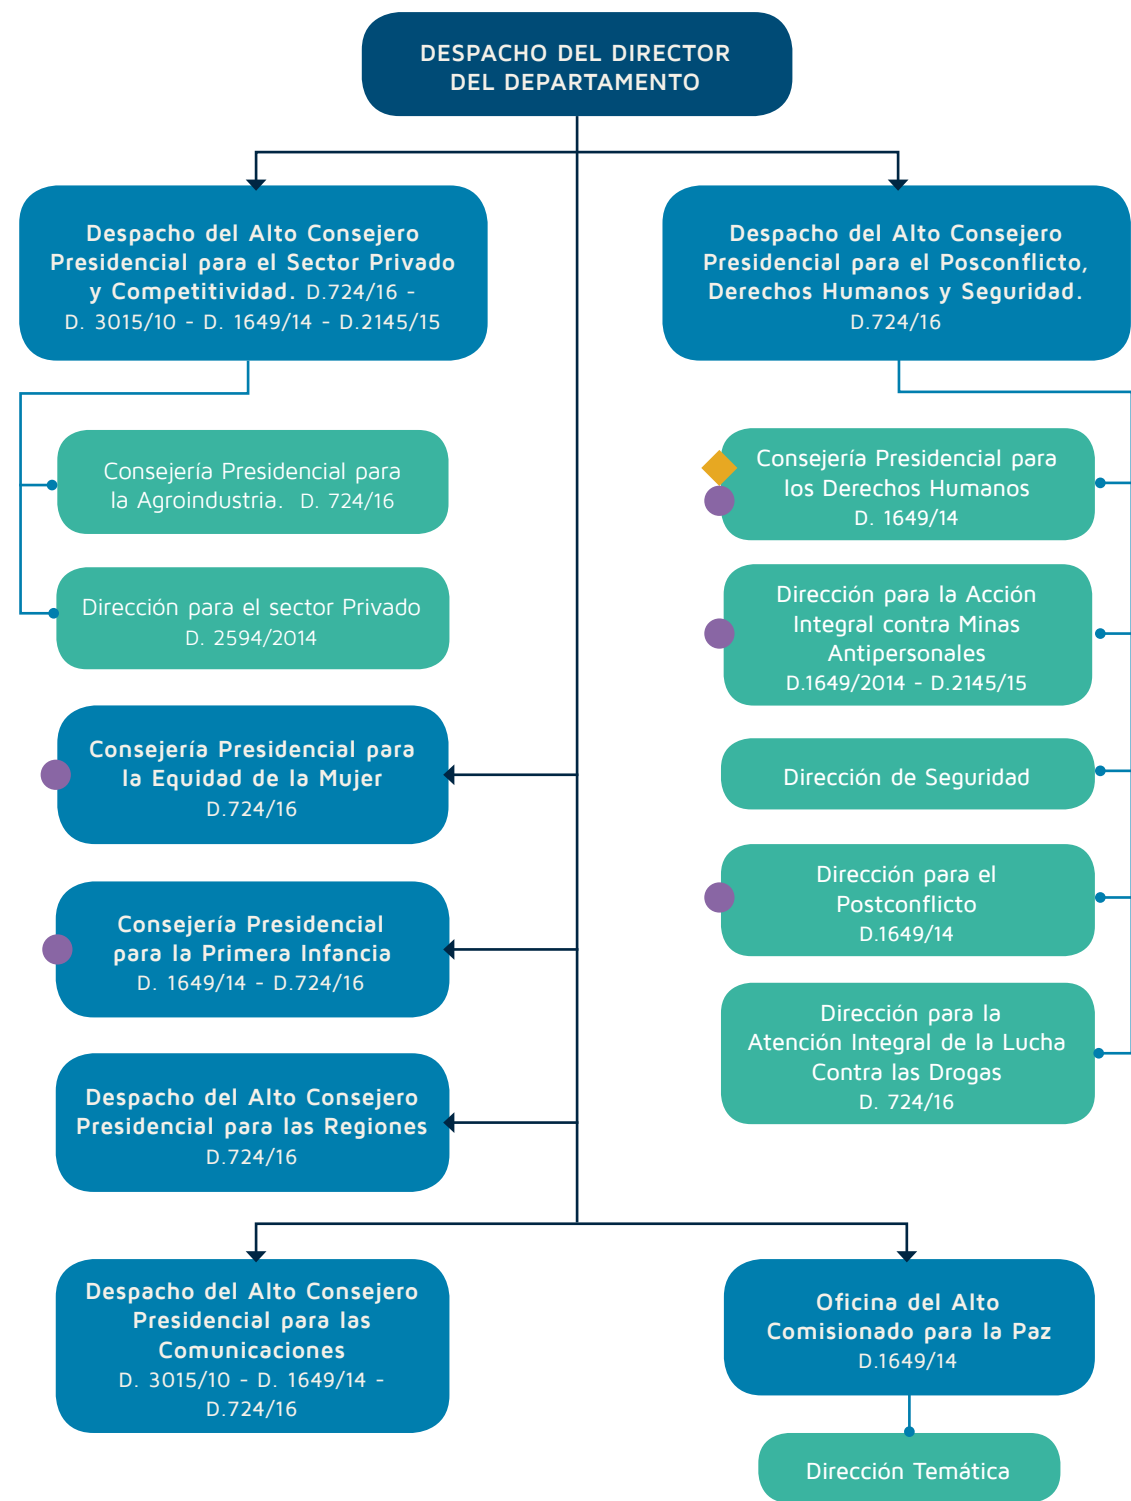 DESPACHO DEL DIRECTOR
DEL DEPARTAMENTO
Despacho del Alto Consejero
Presidencial para el Sector Privado
y Competitividad. D.724/16 -
D. 3015/10 - D. 1649/14 - D.2145/15
Despacho del Alto Consejero
Presidencial para el Posconflicto,
Derechos Humanos y Seguridad.
D.724/16
Consejería Presidencial para
la Agroindustria. D. 724/16
Dirección para el sector Privado
D. 2594/2014
Consejería Presidencial para
los Derechos Humanos
D. 1649/14
Dirección para la Acción
Integral contra Minas
Antipersonales
D.1649/2014 - D.2145/15
Dirección de Seguridad
Dirección para el
Postconflicto
D.1649/14
Dirección para la
Atención Integral de la Lucha
Contra las Drogas
D. 724/16
Consejería Presidencial para
la Equidad de la Mujer
D.724/16
Consejería Presidencial
para la Primera Infancia
D. 1649/14 - D.724/16
Despacho del Alto Consejero
Presidencial para las Regiones
D.724/16
Despacho del Alto Consejero
Presidencial para las
Comunicaciones
D. 3015/10 - D. 1649/14 -
D.724/16
Oficina del Alto
Comisionado para la Paz
D.1649/14
Dirección Temática